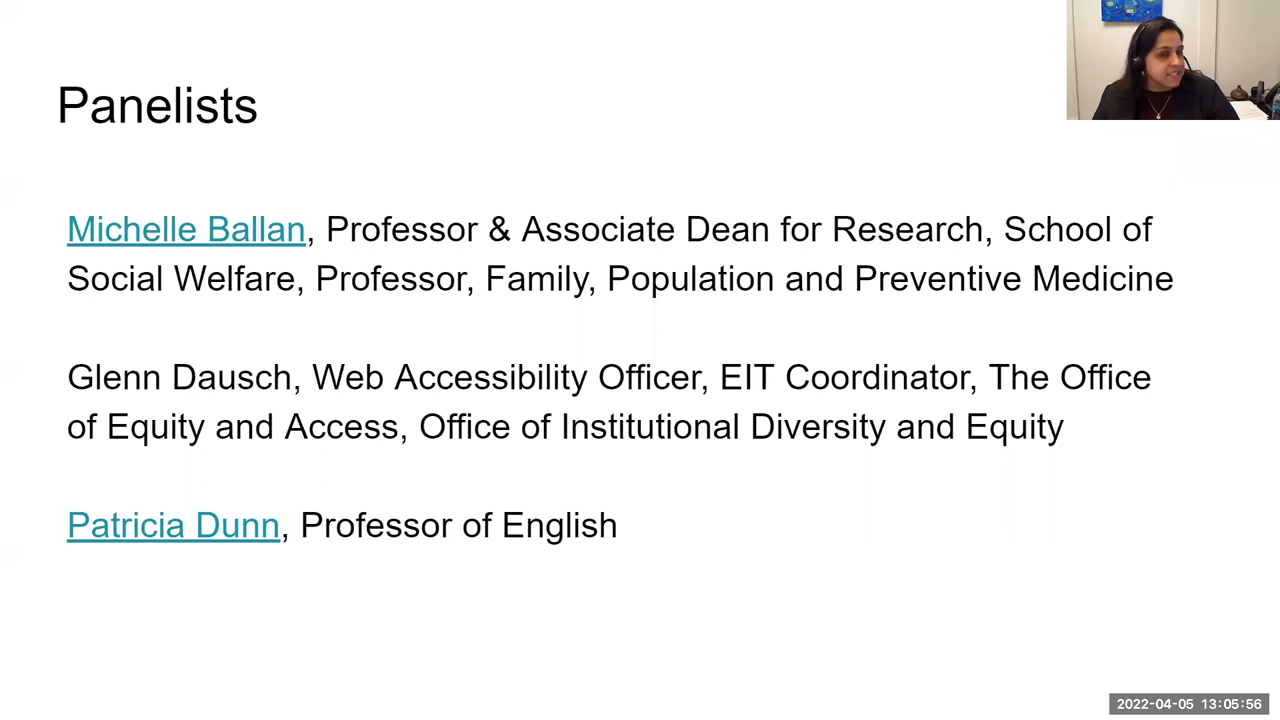 Panelists
Michelle Ballan, Professor & Associate Dean for Research, School of
Social Welfare, Professor, Family, Population and Preventive Medicine
Glenn Dausch, Web Accessibility Officer, EIT Coordinator, The Office
of Equity and Access, Office of Institutional Diversity and Equity
Patricia Dunn, Professor of English
2022-04-05 13:05:56